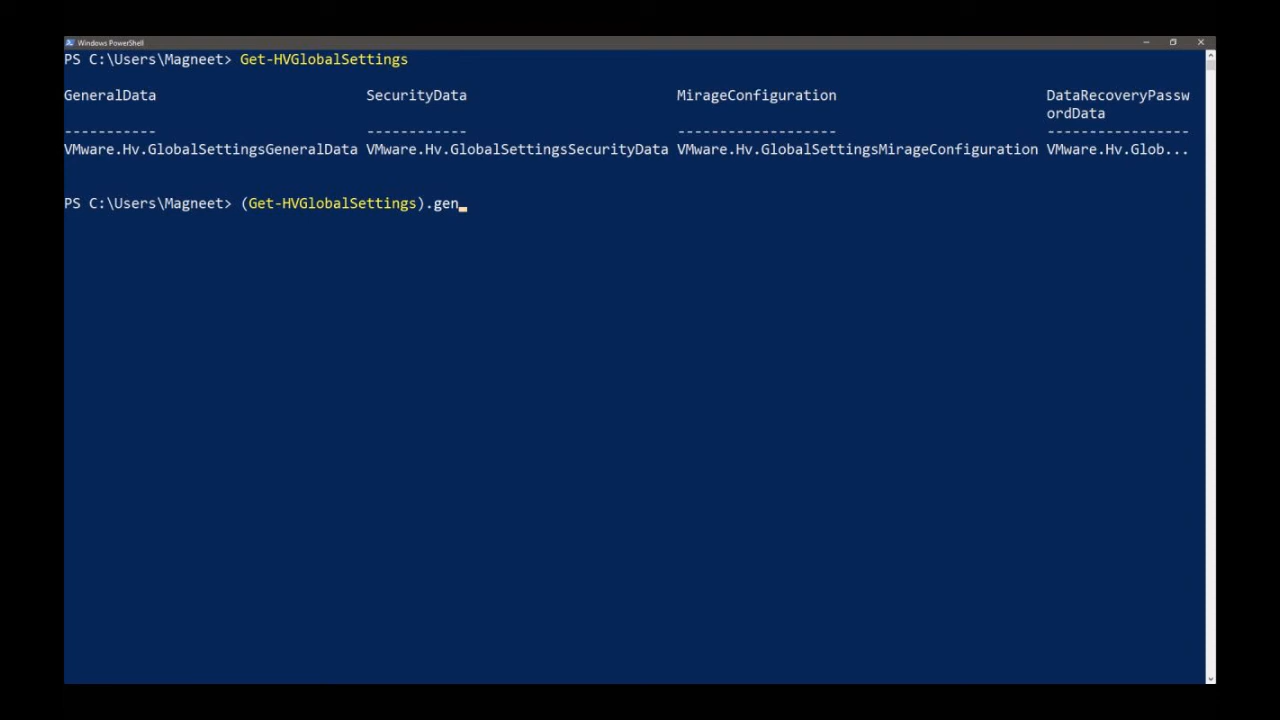 Windows PowerShell
PS C:\Users\Magneet> Get-HVGlobalSettings
GeneralData SecurityData MirageConfiguration DataRecoveryPassw
ordData
----------- ------------ ------------------- -----------------
VMware.Hv.GlobalSettingsGeneralData VMware.Hv.GlobalSettingsSecurityData VMware.Hv.GlobalSettingsMirageConfiguration VMware.Hv.Glob...
PS C:\Users\Magneet> (Get-HVGlobalSettings).gen_